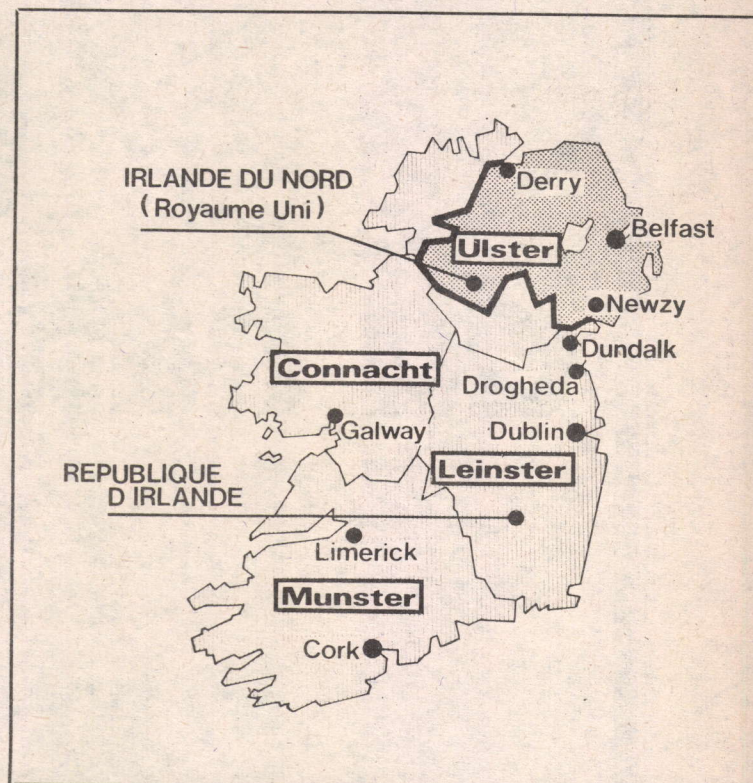 IRLANDE DU NORD
( Royaume Uni )
Derry
Belfast
Ulster
Newzy
Dundalk
Connacht
Drogheda
Galway
Dublin
REPUBLIQUE
D IRLANDE
Leinster
Limerick
Munster
Cork